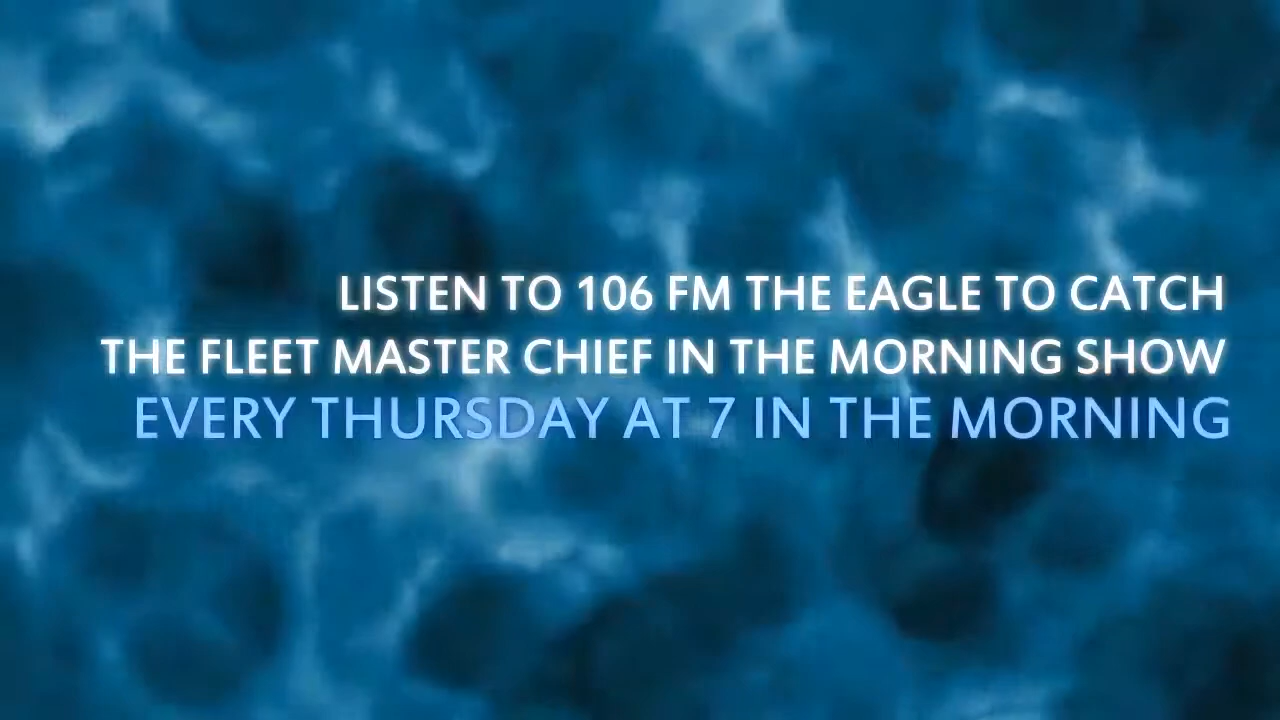 LISTEN TO 106 FM THE EAGLE TO CATCH
THE FLEET MASTER CHIEF IN THE MORNING SHOW
EVERY THURSDAY AT 7 IN THE MORNING